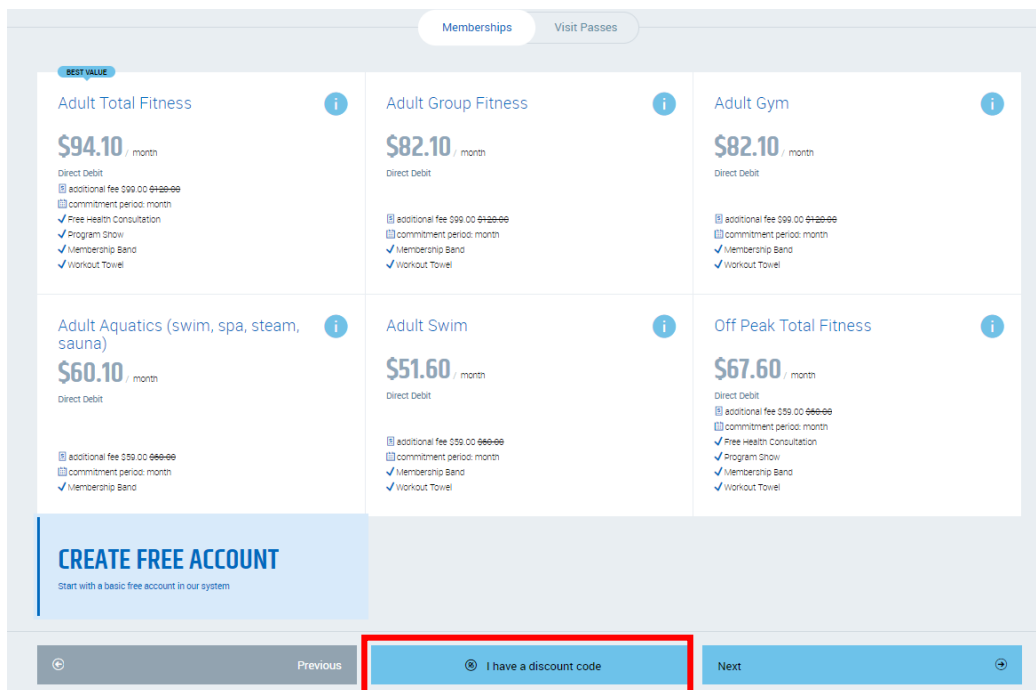 Memberships
Visit Passes
BEST VALUE
Adult Total Fitness
$94.10 / month
Direct Debit
additional fee $99.00 $128.00
commitment period: month
Free Health Consultation
Program Show
Membership Band
Workout Towel
Adult Group Fitness
$82.10 / month
Direct Debit
additional fee $99.00 $128.00
commitment period: month
Membership Band
Workout Towel
Adult Gym
$82.10 / month
Direct Debit
additional fee $99.00 $128.00
commitment period: month
Membership Band
Workout Towel
Adult Aquatics (swim, spa, steam,
sauna)
$60.10 / month
Direct Debit
additional fee $59.00 $68.00
commitment period: month
Membership Band
Adult Swim
$51.60 / month
Direct Debit
additional fee $59.00 $68.00
commitment period: month
Membership Band
Workout Towel
Off Peak Total Fitness
$67.60 / month
Direct Debit
additional fee $59.00 $68.00
commitment period: month
Free Health Consultation
Program Show
Membership Band
Workout Towel
CREATE FREE ACCOUNT
Start with a basic free account in our system
Previous
I have a discount code
Next